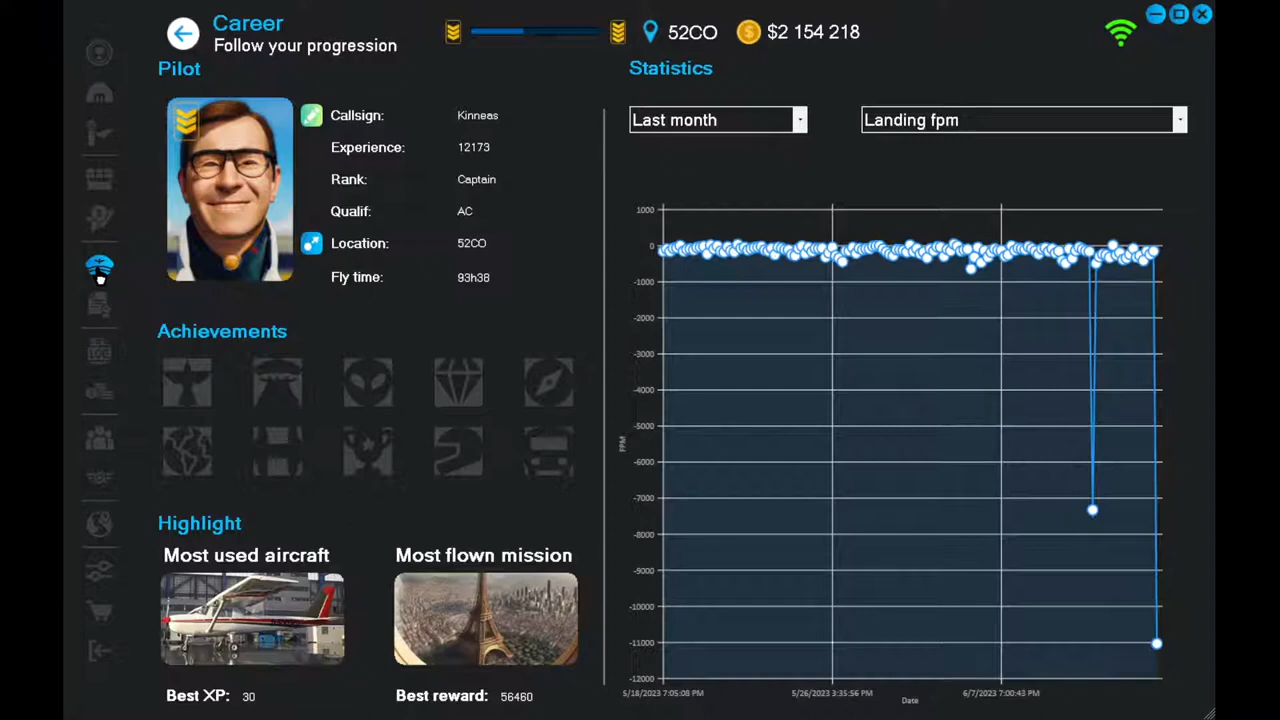 Career
Follow your progression
52CO
$2 154 218
Pilot
Callsign: Kinneas
Experience: 12173
Rank: Captain
Qualif: AC
Location: 52CO
Fly time: 93h38
Achievements
Highlight
Most used aircraft
Most flown mission
Best XP: 30
Best reward: 56460
Statistics
Last month
Landing fpm
1000
0
-1000
-2000
-3000
-4000
-5000
-6000
-7000
-8000
-9000
-10000
-11000
-12000
FPM
5/18/2023 7:05:08 PM
5/26/2023 3:35:56 PM
6/7/2023 7:00:43 PM
Date